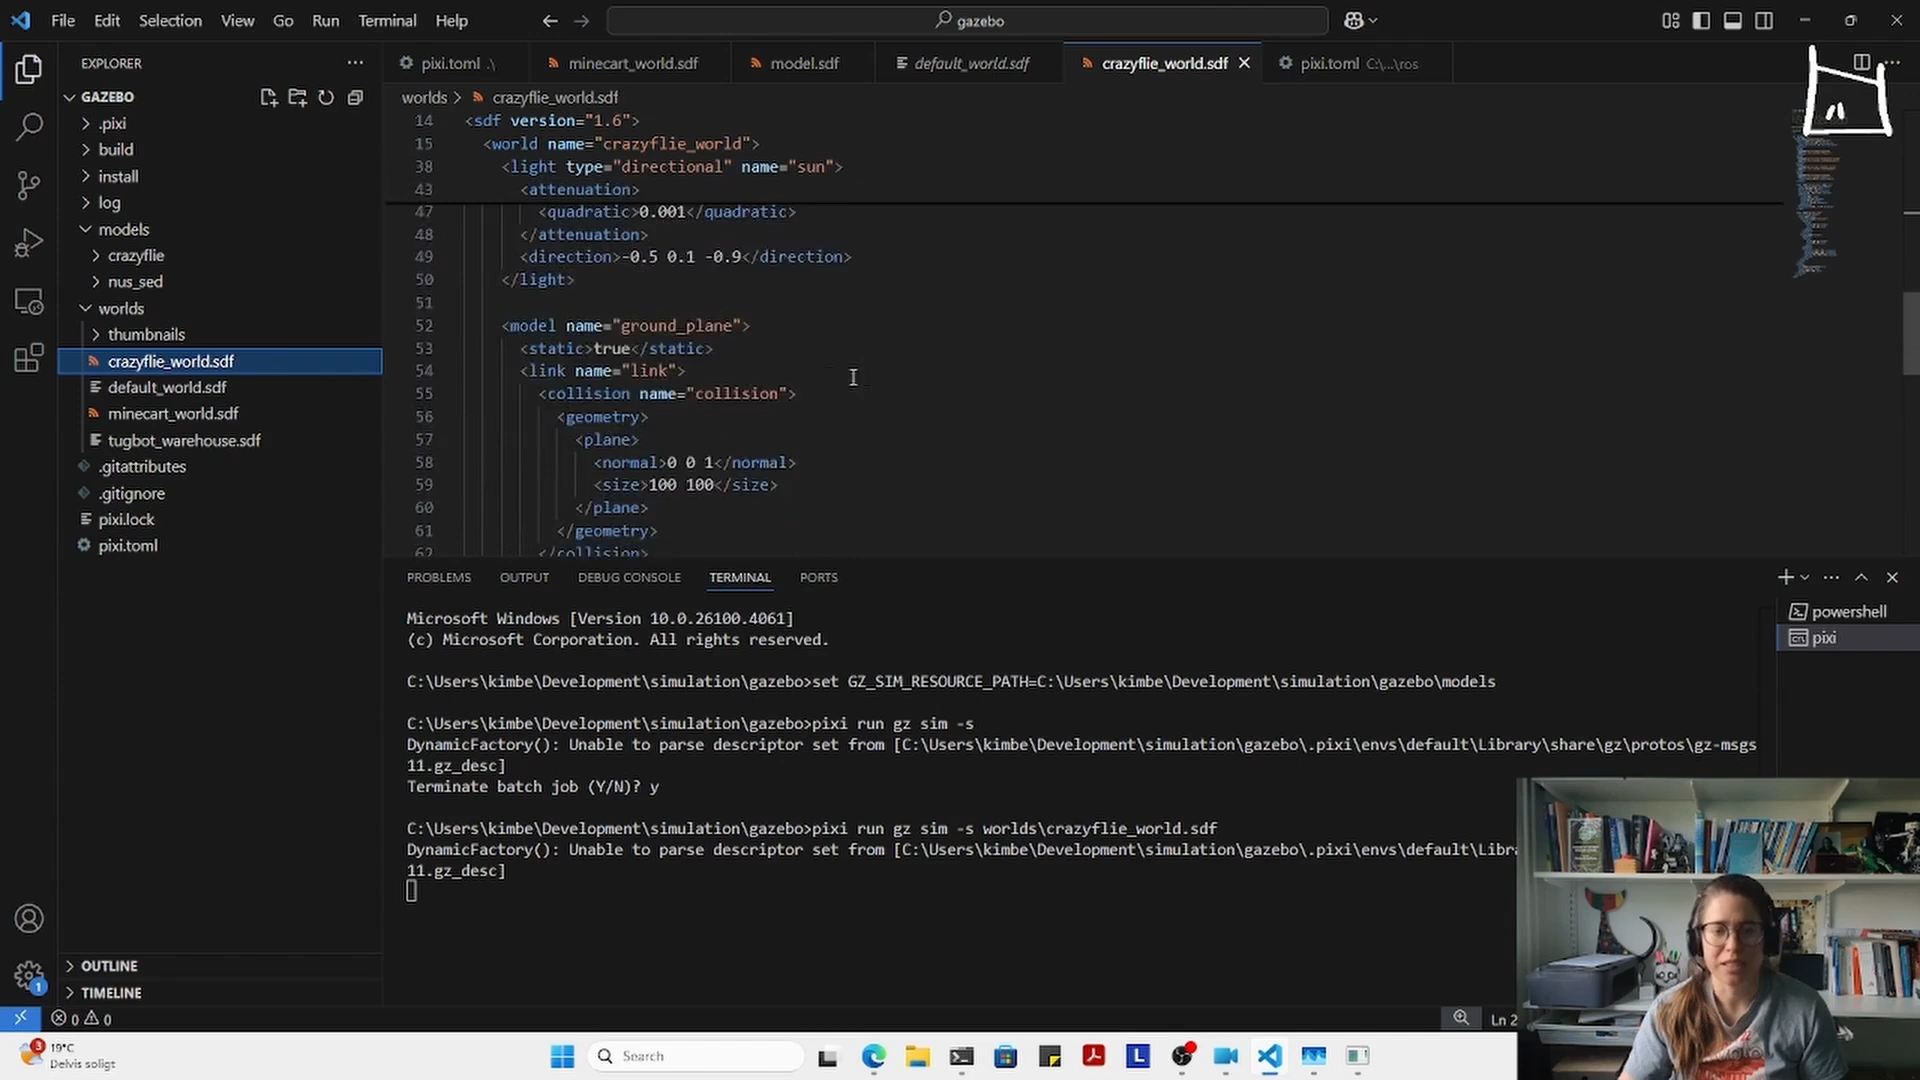 File Edit Selection View Go Run Terminal Help
gazebo
EXPLORER
GAZEBO
.pixi
build
install
log
models
crazyflie
nus_sed
worlds
thumbnails
crazyflie_world.sdf
default_world.sdf
minecart_world.sdf
tugbot_warehouse.sdf
.gitattributes
.gitignore
pixi.lock
pixi.toml
OUTLINE
TIMELINE
pixi.toml .\ minecart_world.sdf model.sdf default_world.sdf crazyflie_world.sdf pixi.toml C:\...\ros
worlds > crazyflie_world.sdf
14 <sdf version="1.6">
15 <world name="crazyflie_world">
38 <light type="directional" name="sun">
43 <attenuation>
47 <quadratic>0.001</quadratic>
48 </attenuation>
49 <direction>-0.5 0.1 -0.9</direction>
50 </light>
51
52 <model name="ground_plane">
53 <static>true</static>
54 <link name="link">
55 <collision name="collision">
56 <geometry>
57 <plane>
58 <normal>0 0 1</normal>
59 <size>100 100</size>
60 </plane>
61 </geometry>
62 </collision>
PROBLEMS OUTPUT DEBUG CONSOLE TERMINAL PORTS
powershell
pixi
Microsoft Windows [Version 10.0.26100.4061]
(c) Microsoft Corporation. All rights reserved.
C:\Users\kimbe\Development\simulation\gazebo>set GZ_SIM_RESOURCE_PATH=C:\Users\kimbe\Development\simulation\gazebo\models
C:\Users\kimbe\Development\simulation\gazebo>pixi run gz sim -s
DynamicFactory(): Unable to parse descriptor set from [C:\Users\kimbe\Development\simulation\gazebo\.pixi\envs\default\Library\share\gz\protos\gz-msgs
11.gz_desc]
Terminate batch job (Y/N)? y
C:\Users\kimbe\Development\simulation\gazebo>pixi run gz sim -s worlds\crazyflie_world.sdf
DynamicFactory(): Unable to parse descriptor set from [C:\Users\kimbe\Development\simulation\gazebo\.pixi\envs\default\Libr
11.gz_desc]
1
0 0
Ln 2
3
19°C
Delvis soligt
Search